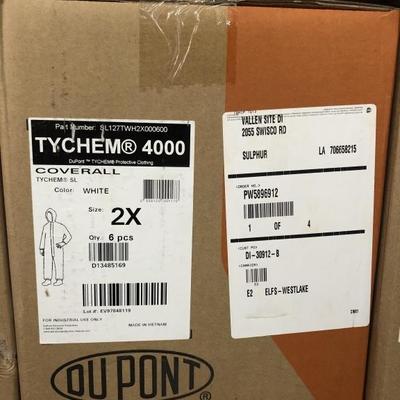 Part Number: SL127TWH2X000600
TYCHEM® 4000
DuPont™ TYCHEM® Protective Clothing
COVERALL
TYCHEM® SL
Color: WHITE
Size: 2X
Qty. 6 pcs
D13485169
Lot #: EV97848119
FOR INDUSTRIAL USE ONLY
MADE IN VIETNAM
VALLEN SITE DI
2055 SWISCO RD
SULPHUR LA 706658215
PW5896912
1 OF 4
DI-30912-B
E2 ELFS-WESTLAKE
DUPONT